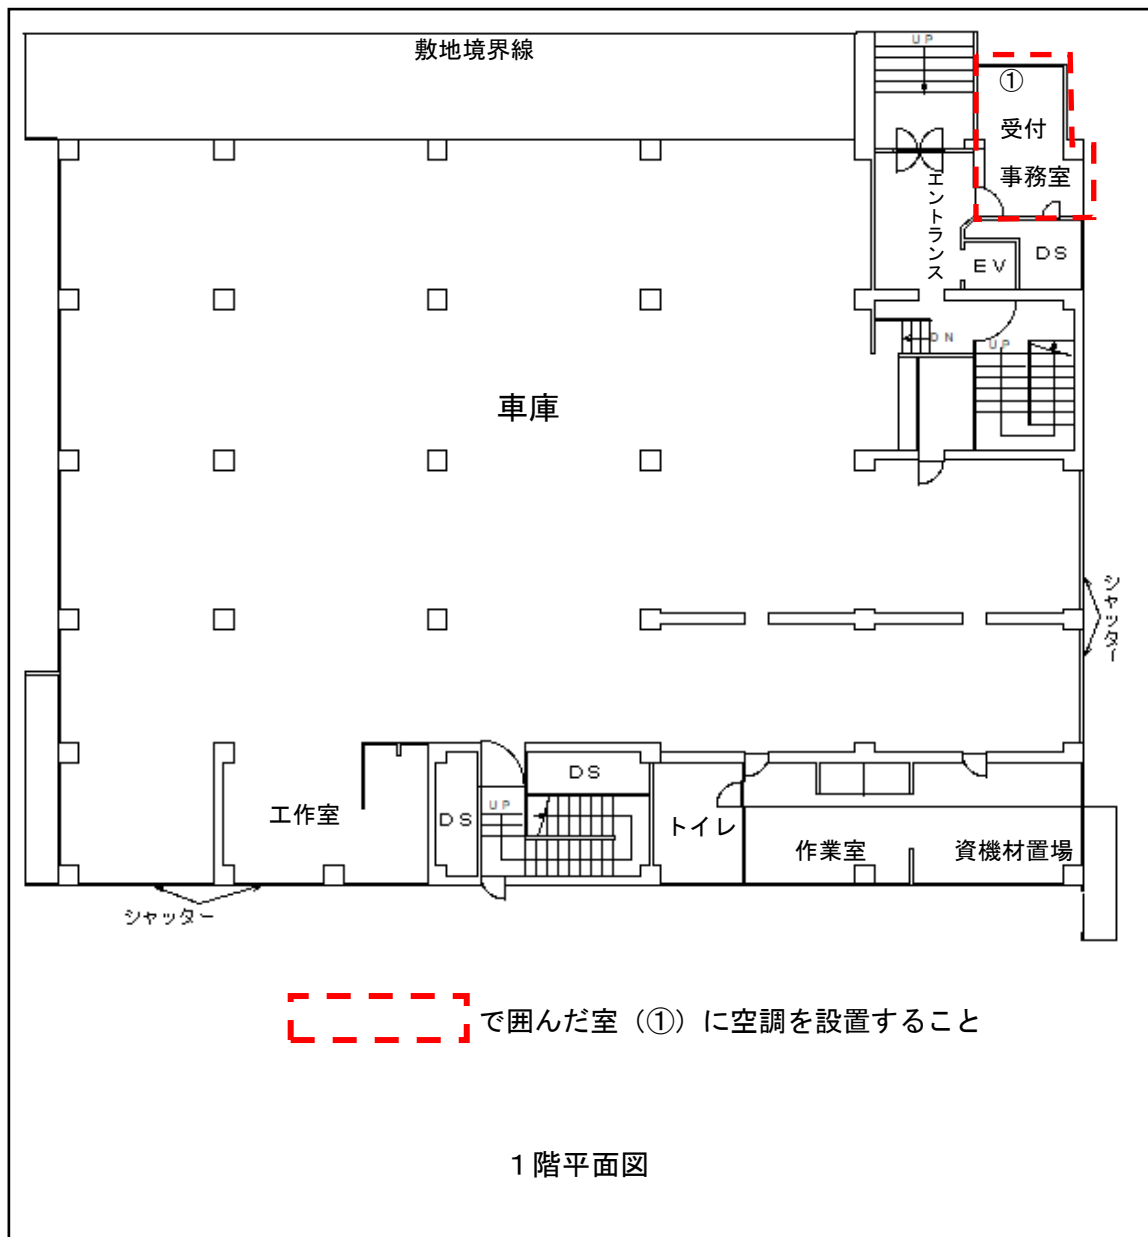 敷地境界線
UP
①
受付
事務室
エントランス
EV
DS
DN
UP
車庫
シャッター
DS
工作室
DS
UP
トイレ
作業室
資機材置場
シャッター
で囲んだ室（①）に空調を設置すること
１階平面図